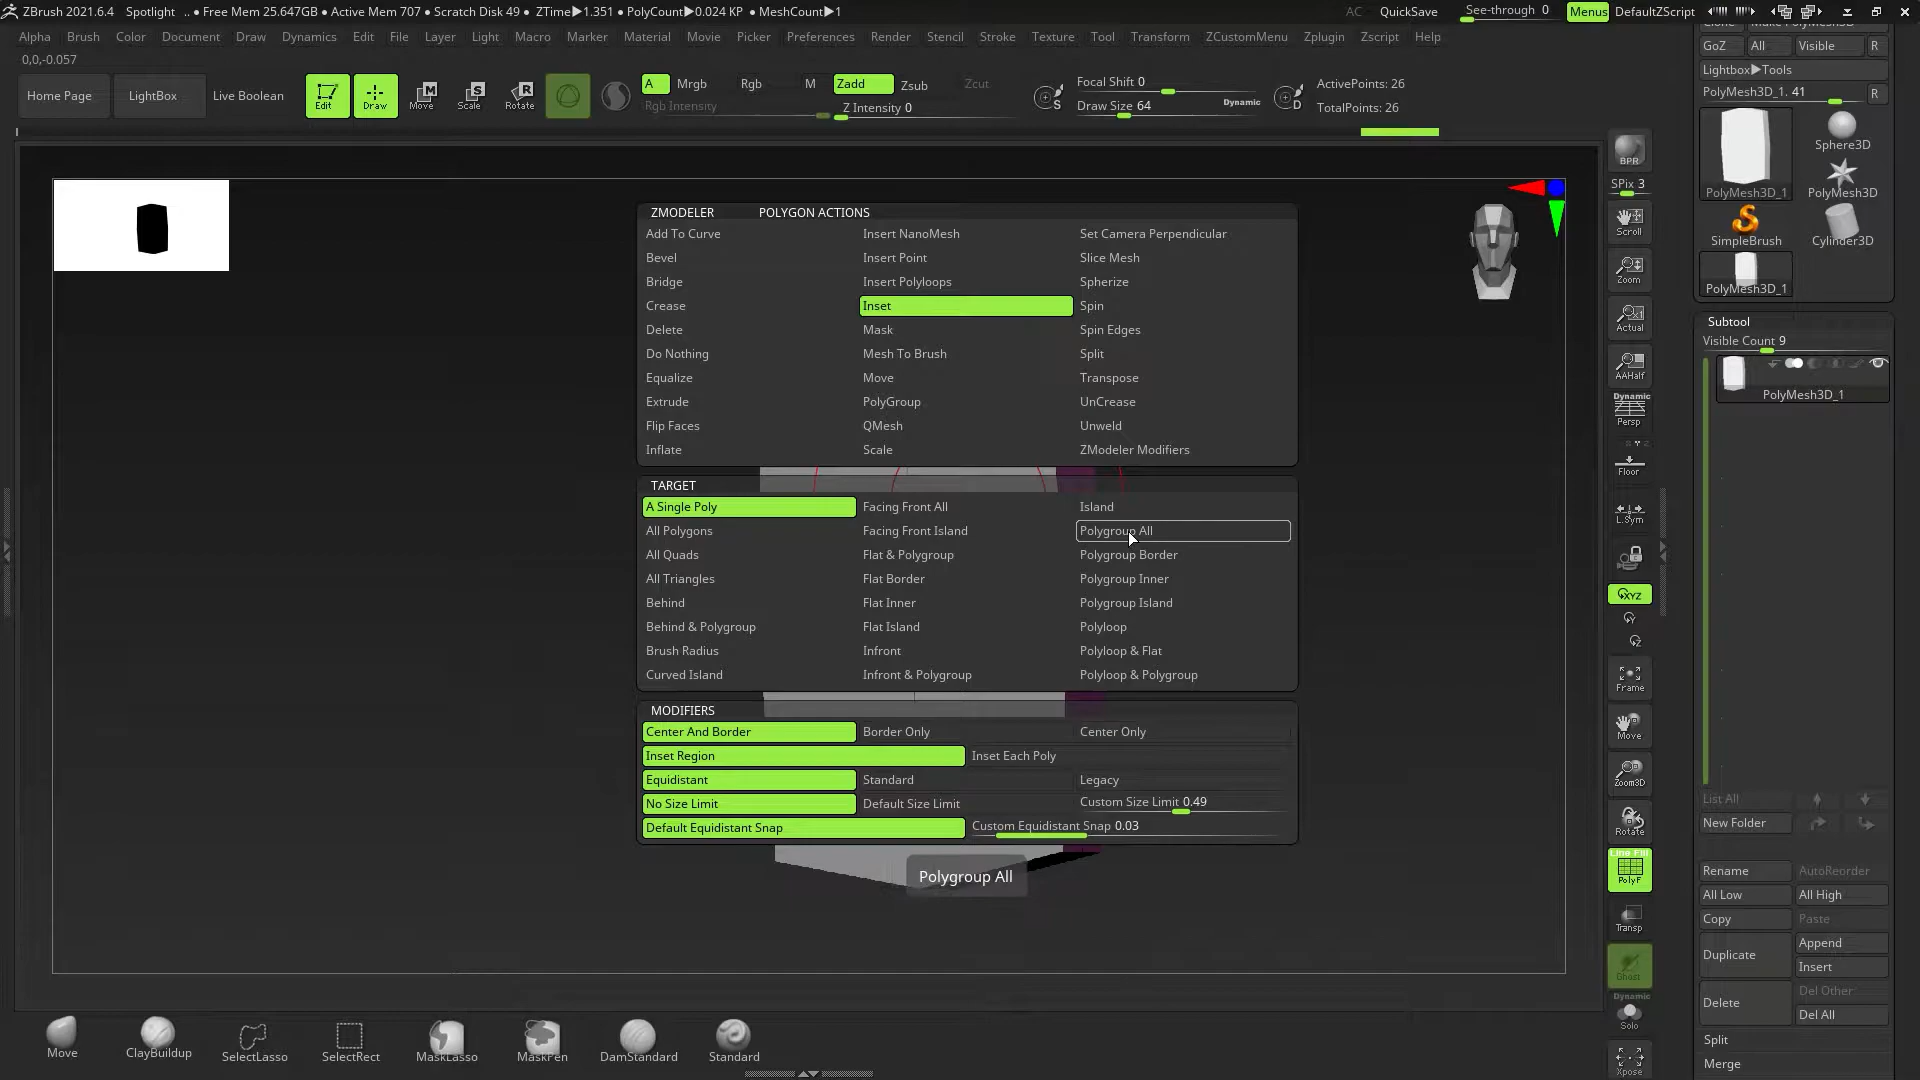 ZBrush 2021.6.4 Spotlight .. • Free Mem 25.647GB • Active Mem 707 • Scratch Disk 49 • ZTime▶1.351 • PolyCount▶0.024 KP • MeshCount▶1 AC QuickSave See-through 0 Menus DefaultZScript
Alpha Brush Color Document Draw Dynamics Edit File Layer Light Macro Marker Material Movie Picker Preferences Render Stencil Stroke Texture Tool Transform ZCustomMenu Zplugin Zscript Help
0,0,-0.057
Home Page LightBox Live Boolean Edit Draw Move Scale Rotate
A Mrgb Rgb M Zadd Zsub Zcut
Rgb Intensity Z Intensity 0
Focal Shift 0
Draw Size 64 Dynamic
ActivePoints: 26
TotalPoints: 26
GoZ All Visible R
Lightbox▶Tools
PolyMesh3D_1. 41 R
PolyMesh3D_1
Sphere3D
PolyMesh3D
SimpleBrush
Cylinder3D
PolyMesh3D_1
Subtool
Visible Count 9
PolyMesh3D_1
List All
New Folder
Rename AutoReorder
All Low All High
Copy Paste
Duplicate Append
Insert
Delete Del Other
Del All
Split
Merge
BPR
SPix 3
Scroll
Zoom
Actual
AAHalf
Dynamic
Persp
Floor
L.Sym
XYZ
Frame
Move
Zoom3D
Rotate
Line Fill
PolyF
Transp
Ghost
Dynamic
Solo
Xpose
ZMODELER POLYGON ACTIONS
Add To Curve Insert NanoMesh Set Camera Perpendicular
Bevel Insert Point Slice Mesh
Bridge Insert Polyloops Spherize
Crease Inset Spin
Delete Mask Spin Edges
Do Nothing Mesh To Brush Split
Equalize Move Transpose
Extrude PolyGroup UnCrease
Flip Faces QMesh Unweld
Inflate Scale ZModeler Modifiers
TARGET
A Single Poly Facing Front All Island
All Polygons Facing Front Island Polygroup All
All Quads Flat & Polygroup Polygroup Border
All Triangles Flat Border Polygroup Inner
Behind Flat Inner Polygroup Island
Behind & Polygroup Flat Island Polyloop
Brush Radius Infront Polyloop & Flat
Curved Island Infront & Polygroup Polyloop & Polygroup
MODIFIERS
Center And Border Border Only Center Only
Inset Region Inset Each Poly
Equidistant Standard Legacy
No Size Limit Default Size Limit Custom Size Limit 0.49
Default Equidistant Snap Custom Equidistant Snap 0.03
Polygroup All
Move ClayBuildup SelectLasso SelectRect MaskLasso MaskPen DamStandard Standard